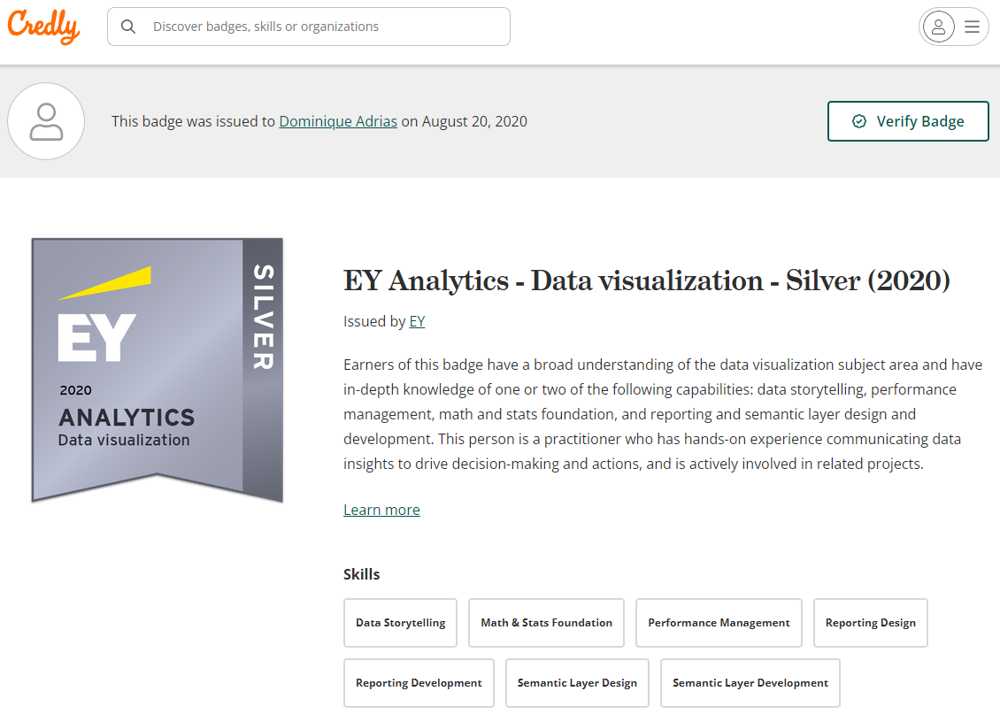 Credly
Discover badges, skills or organizations
This badge was issued to Dominique Adrias on August 20, 2020
Verify Badge
EY
2020
ANALYTICS
Data visualization
SILVER
EY Analytics - Data visualization - Silver (2020)
Issued by EY
Earners of this badge have a broad understanding of the data visualization subject area and have
in-depth knowledge of one or two of the following capabilities: data storytelling, performance
management, math and stats foundation, and reporting and semantic layer design and
development. This person is a practitioner who has hands-on experience communicating data
insights to drive decision-making and actions, and is actively involved in related projects.
Learn more
Skills
Data Storytelling
Math & Stats Foundation
Performance Management
Reporting Design
Reporting Development
Semantic Layer Design
Semantic Layer Development